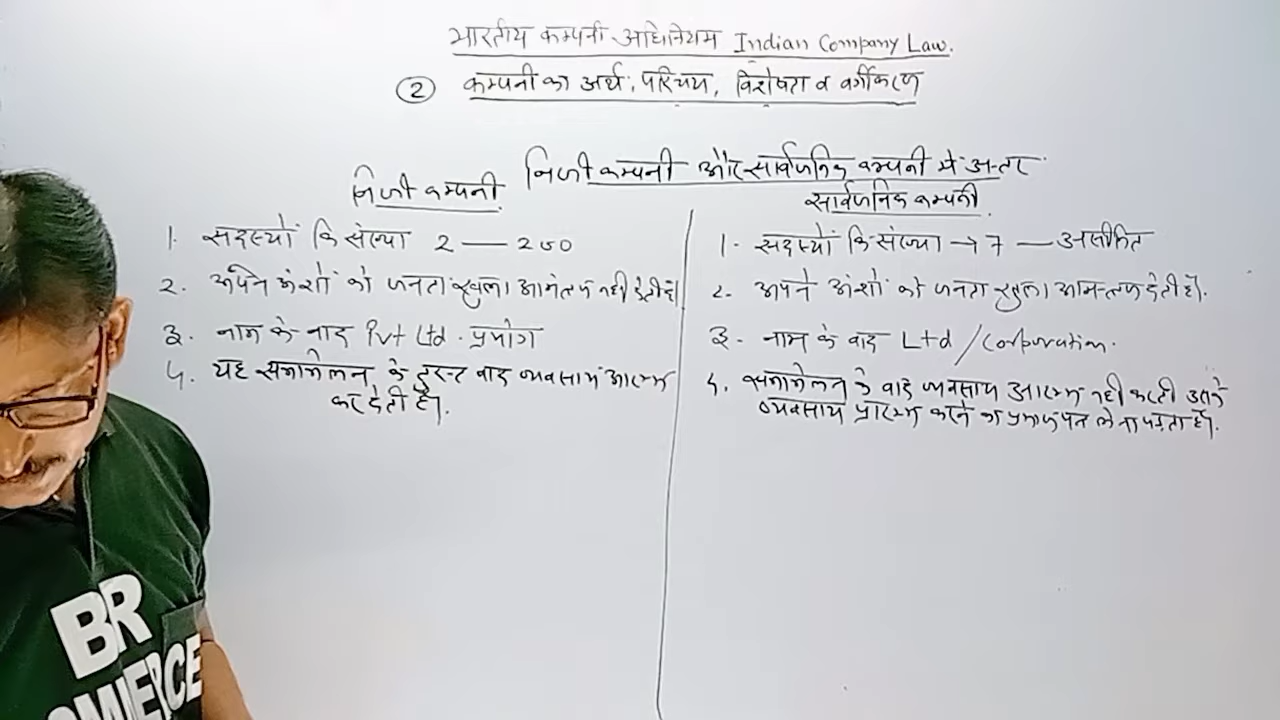 भारतीय कम्पनी अधिनियम Indian Company Law.
② कम्पनी का अर्थ, परिचय, विशेषता व वर्गीकरण
निजी कम्पनी और सार्वजनिक कम्पनी मे अन्तर
निजी कम्पनी
1. सदस्यों कि संख्या 2 — 200
2. अपने अंशों को जनता खुला आमंत्रण नही देती है।
3. नाम के बाद Pvt Ltd. प्रयोग
4. यह समामेलन के तुरन्त बाद व्यवसाय आरम्भ
कर देती है।
सार्वजनिक कम्पनी
1. सदस्यों कि संख्या → 7 — असीमित
2. अपने अंशों को जनता खुला आमन्त्रण देती है।
3. नाम के बाद Ltd / Corporation.
4. समामेलन के बाद व्यवसाय आरम्भ नही करती उसको
व्यवसाय प्रारम्भ करने का प्रमाण पत्र लेना पड़ता है।
BR
COMMERCE